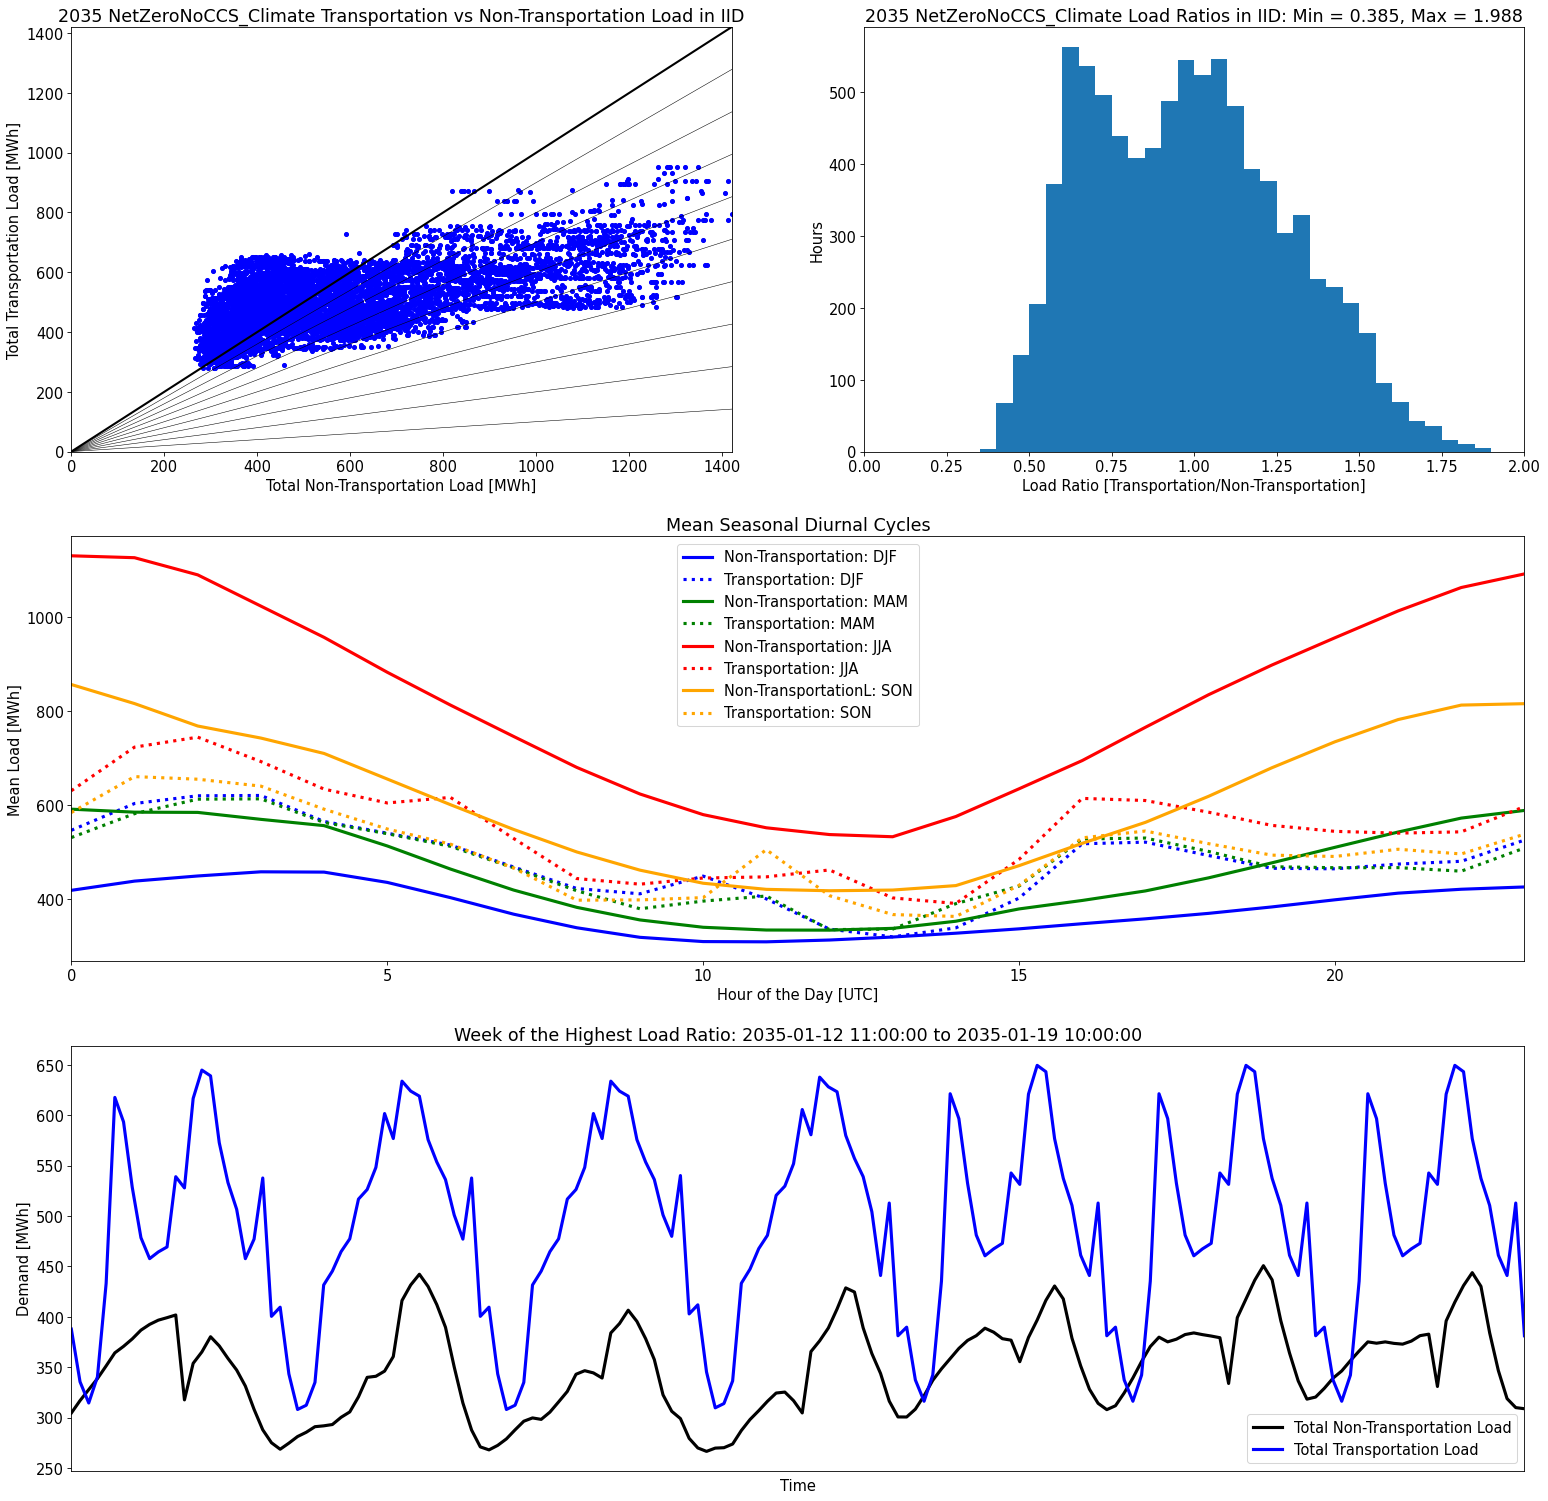 2035 NetZeroNoCCS_Climate Transportation vs Non-Transportation Load in IID
1400
1200
1000
800
600
400
200
0
Total Transportation Load [MWh]
0 200 400 600 800 1000 1200 1400
Total Non-Transportation Load [MWh]
2035 NetZeroNoCCS_Climate Load Ratios in IID: Min = 0.385, Max = 1.988
500
400
300
200
100
0
Hours
0.00 0.25 0.50 0.75 1.00 1.25 1.50 1.75 2.00
Load Ratio [Transportation/Non-Transportation]
Mean Seasonal Diurnal Cycles
1000
800
600
400
Mean Load [MWh]
Non-Transportation: DJF
Transportation: DJF
Non-Transportation: MAM
Transportation: MAM
Non-Transportation: JJA
Transportation: JJA
Non-TransportationL: SON
Transportation: SON
0 5 10 15 20
Hour of the Day [UTC]
Week of the Highest Load Ratio: 2035-01-12 11:00:00 to 2035-01-19 10:00:00
650
600
550
500
450
400
350
300
250
Demand [MWh]
Total Non-Transportation Load
Total Transportation Load
Time